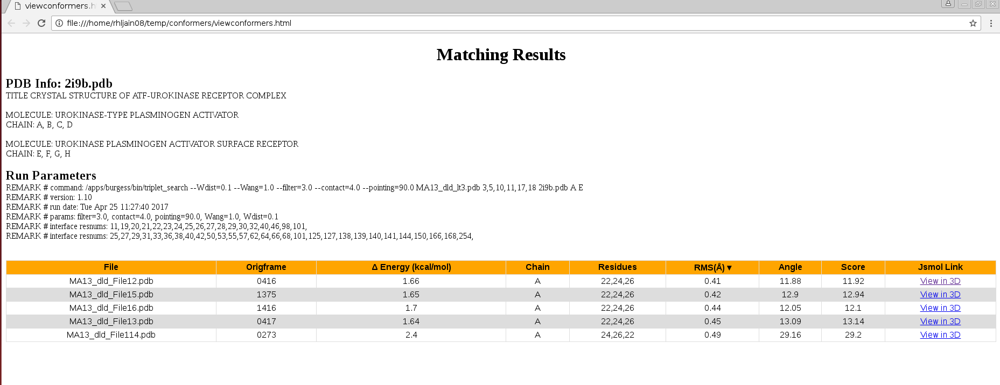 viewconformers.h
file:///home/rhljain08/temp/conformers/viewconformers.html
Matching Results
PDB Info: 2i9b.pdb
TITLE CRYSTAL STRUCTURE OF ATF-UROKINASE RECEPTOR COMPLEX
MOLECULE: UROKINASE-TYPE PLASMINOGEN ACTIVATOR
CHAIN: A, B, C, D
MOLECULE: UROKINASE PLASMINOGEN ACTIVATOR SURFACE RECEPTOR
CHAIN: E, F, G, H
Run Parameters
REMARK # command: /apps/burgess/bin/triplet_search --Wdist=0.1 --Wang=1.0 --filter=3.0 --contact=4.0 --pointing=90.0 MA13_dld_lt3.pdb 3,5,10,11,17,18 2i9b.pdb A E
REMARK # version: 1.10
REMARK # run date: Tue Apr 25 11:27:40 2017
REMARK # params: filter=3.0, contact=4.0, pointing=90.0, Wang=1.0, Wdist=0.1
REMARK # interface resnums: 11,19,20,21,22,23,24,25,26,27,28,29,30,32,40,46,98,101,
REMARK # interface resnums: 25,27,29,31,33,36,38,40,42,50,53,55,57,62,64,66,68,101,125,127,138,139,140,141,144,150,166,168,254,
File Origframe Δ Energy (kcal/mol) Chain Residues RMS(Å) ▼ Angle Score Jsmol Link
MA13_dld_File12.pdb 0416 1.66 A 22,24,26 0.41 11.88 11.92 View in 3D
MA13_dld_File15.pdb 1375 1.65 A 22,24,26 0.42 12.9 12.94 View in 3D
MA13_dld_File16.pdb 1416 1.7 A 22,24,26 0.44 12.05 12.1 View in 3D
MA13_dld_File13.pdb 0417 1.64 A 22,24,26 0.45 13.09 13.14 View in 3D
MA13_dld_File114.pdb 0273 2.4 A 24,26,22 0.49 29.16 29.2 View in 3D